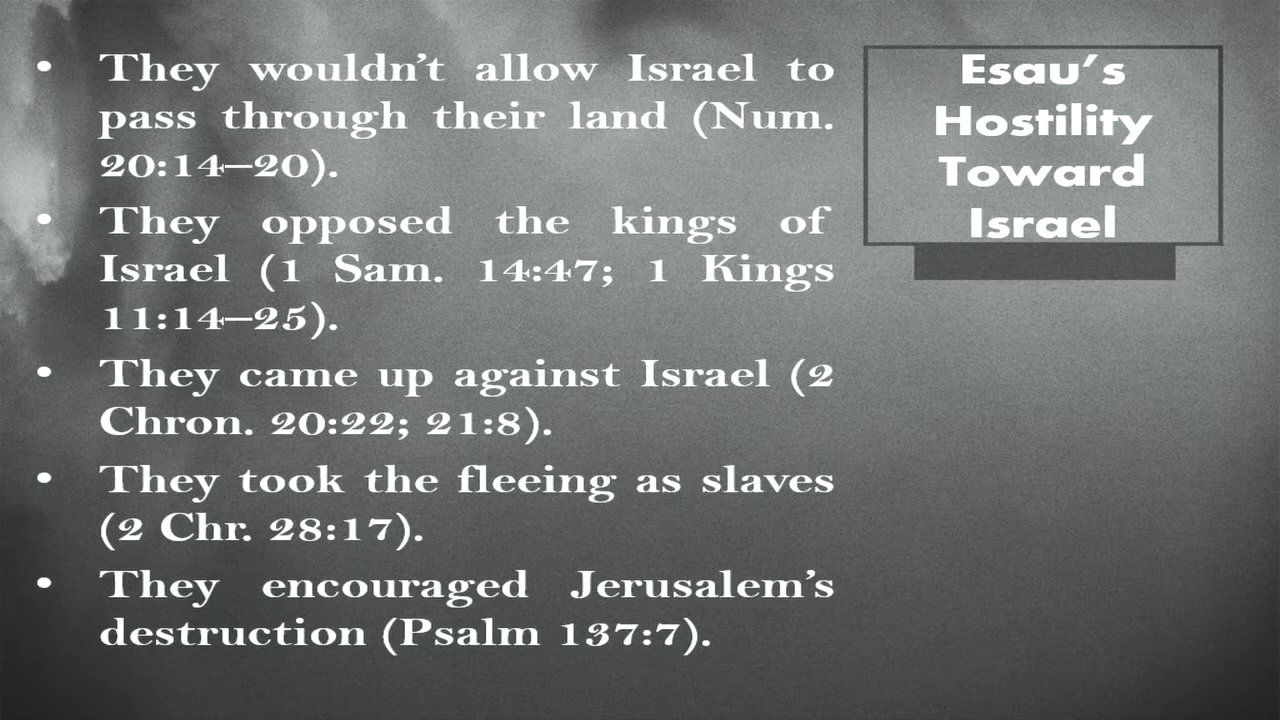 • They wouldn’t allow Israel to
pass through their land (Num.
20:14–20).
• They opposed the kings of
Israel (1 Sam. 14:47; 1 Kings
11:14–25).
• They came up against Israel (2
Chron. 20:22; 21:8).
• They took the fleeing as slaves
(2 Chr. 28:17).
• They encouraged Jerusalem’s
destruction (Psalm 137:7).
Esau’s
Hostility
Toward
Israel